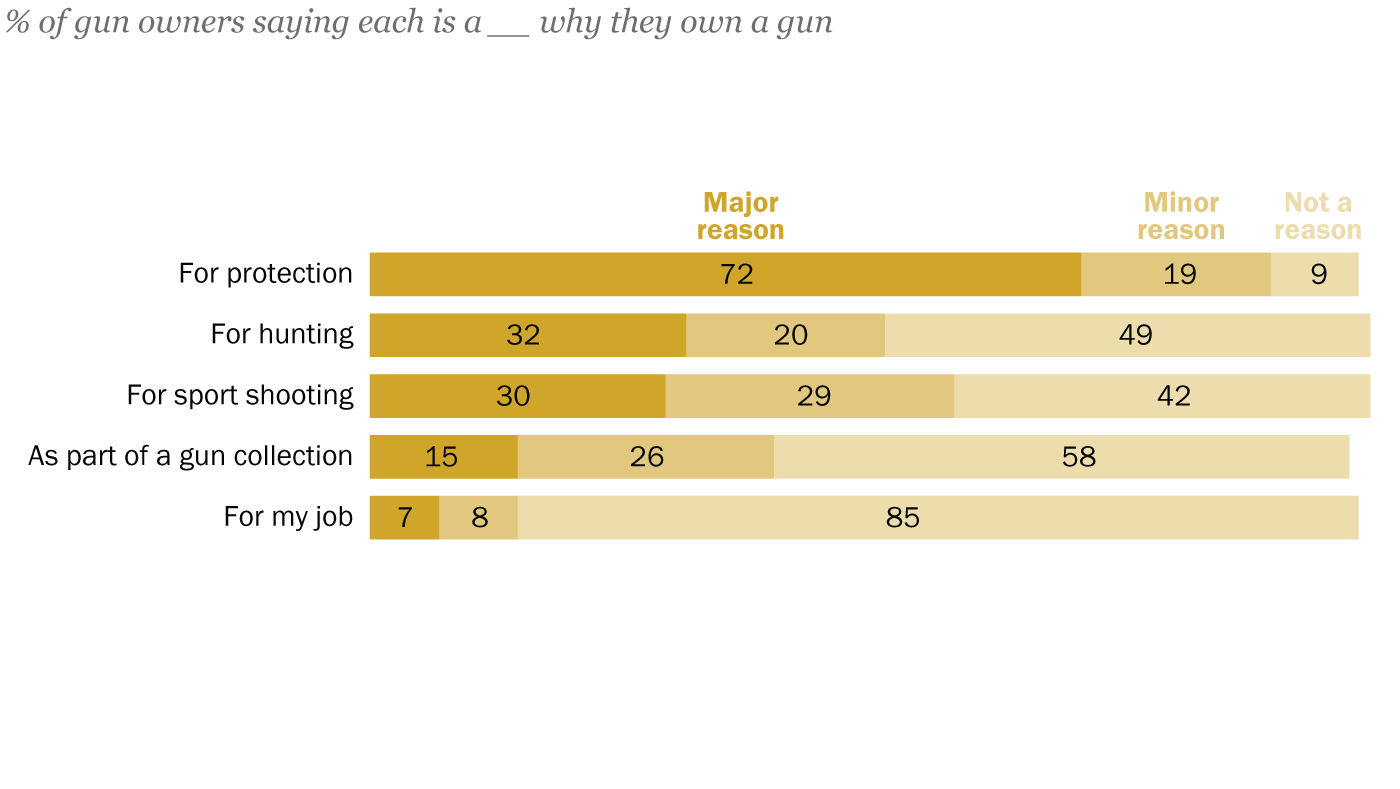 % of gun owners saying each is a __ why they own a gun
Major reason
Minor reason
Not a reason
For protection 72 19 9
For hunting 32 20 49
For sport shooting 30 29 42
As part of a gun collection 15 26 58
For my job 7 8 85